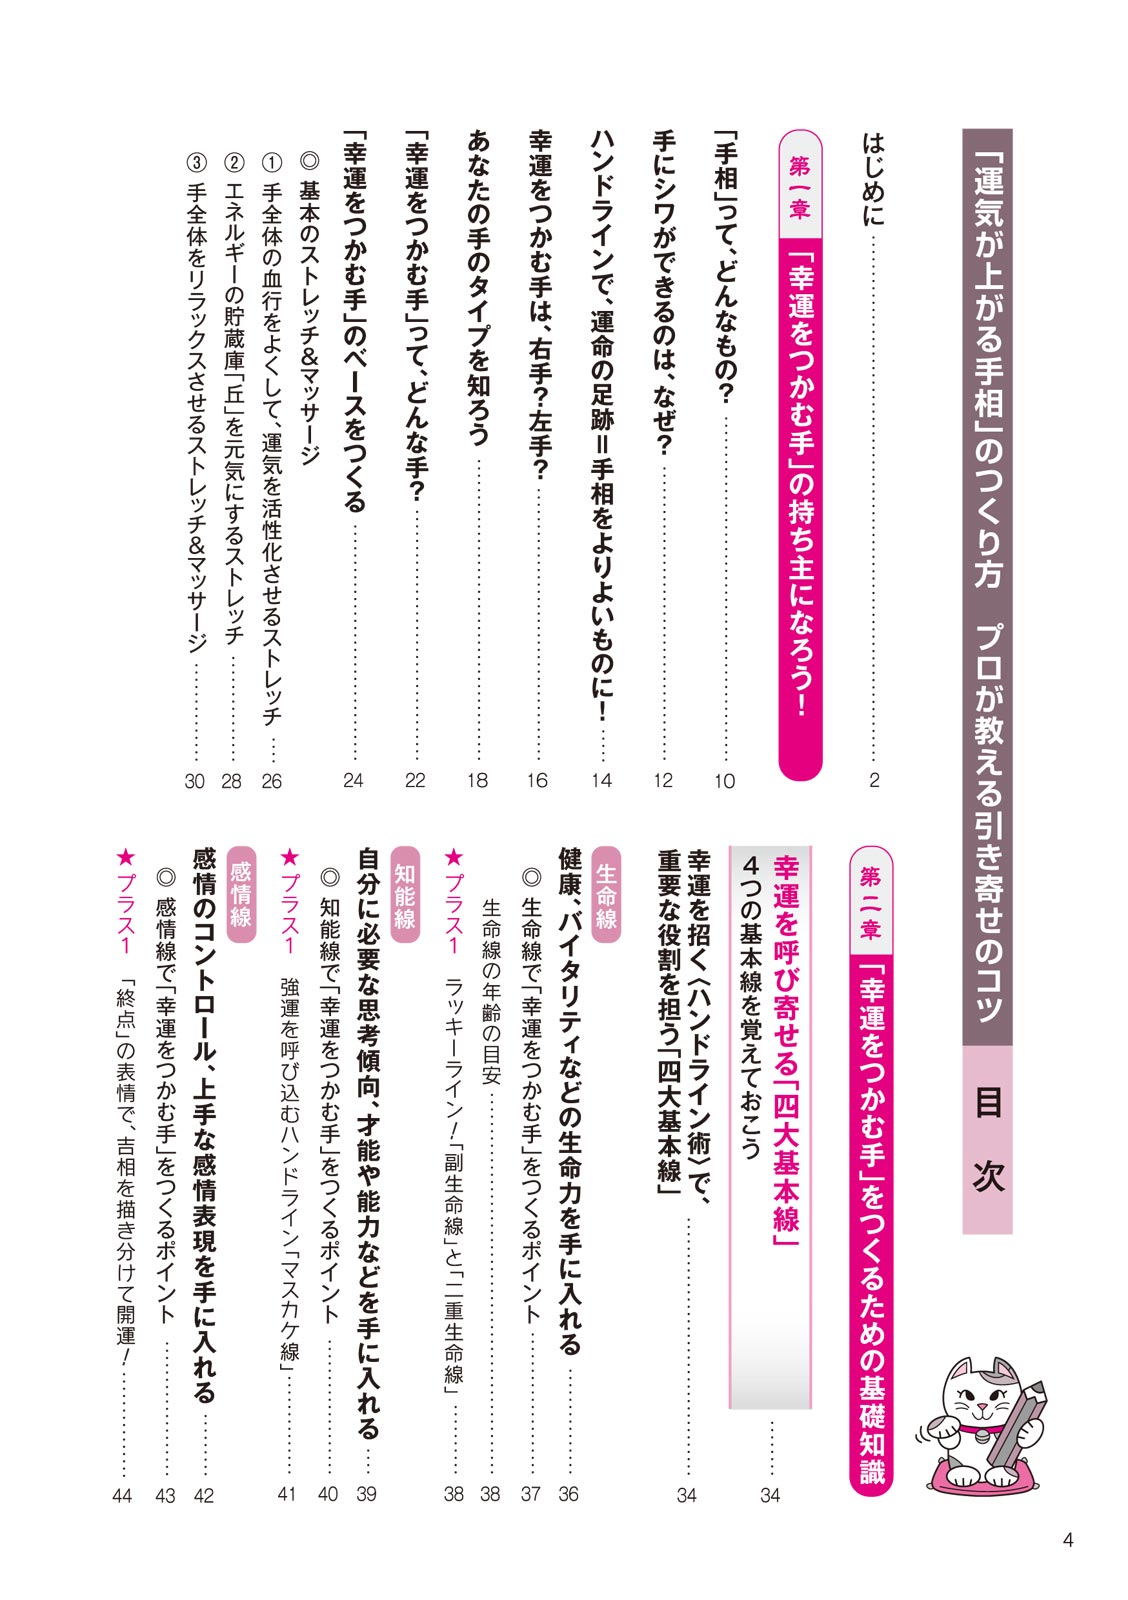 「運気が上がる手相」のつくり方　プロが教える引き寄せのコツ　目次
はじめに……2
第一章　「幸運をつかむ手」の持ち主になろう！
「手相」って、どんなもの？……10
手にシワができるのは、なぜ？……12
ハンドラインで、運命の足跡＝手相をよりよいものに！……14
幸運をつかむ手は、右手？左手？……16
あなたの手のタイプを知ろう……18
「幸運をつかむ手」って、どんな手？……22
「幸運をつかむ手」のベースをつくる……24
◎ 基本のストレッチ&マッサージ
① 手全体の血行をよくして、運気を活性化させるストレッチ……26
② エネルギーの貯蔵庫「丘」を元気にするストレッチ……28
③ 手全体をリラックスさせるストレッチ&マッサージ……30
第二章　「幸運をつかむ手」をつくるための基礎知識
幸運を呼び寄せる「四大基本線」
4つの基本線を覚えておこう……34
幸運を招く〈ハンドライン術〉で、
重要な役割を担う「四大基本線」……34
生命線
健康、バイタリティなどの生命力を手に入れる……36
◎ 生命線で「幸運をつかむ手」をつくるポイント……37
生命線の年齢の目安……38
★プラス1　ラッキーライン！「副生命線」と「二重生命線」……38
知能線
自分に必要な思考傾向、才能や能力などを手に入れる……39
◎ 知能線で「幸運をつかむ手」をつくるポイント……40
★プラス1　強運を呼び込むハンドライン「マスカケ線」……41
感情線
感情のコントロール、上手な感情表現を手に入れる……42
◎ 感情線で「幸運をつかむ手」をつくるポイント……43
★プラス1　「終点」の表情で、吉相を描き分けて開運！……44
4